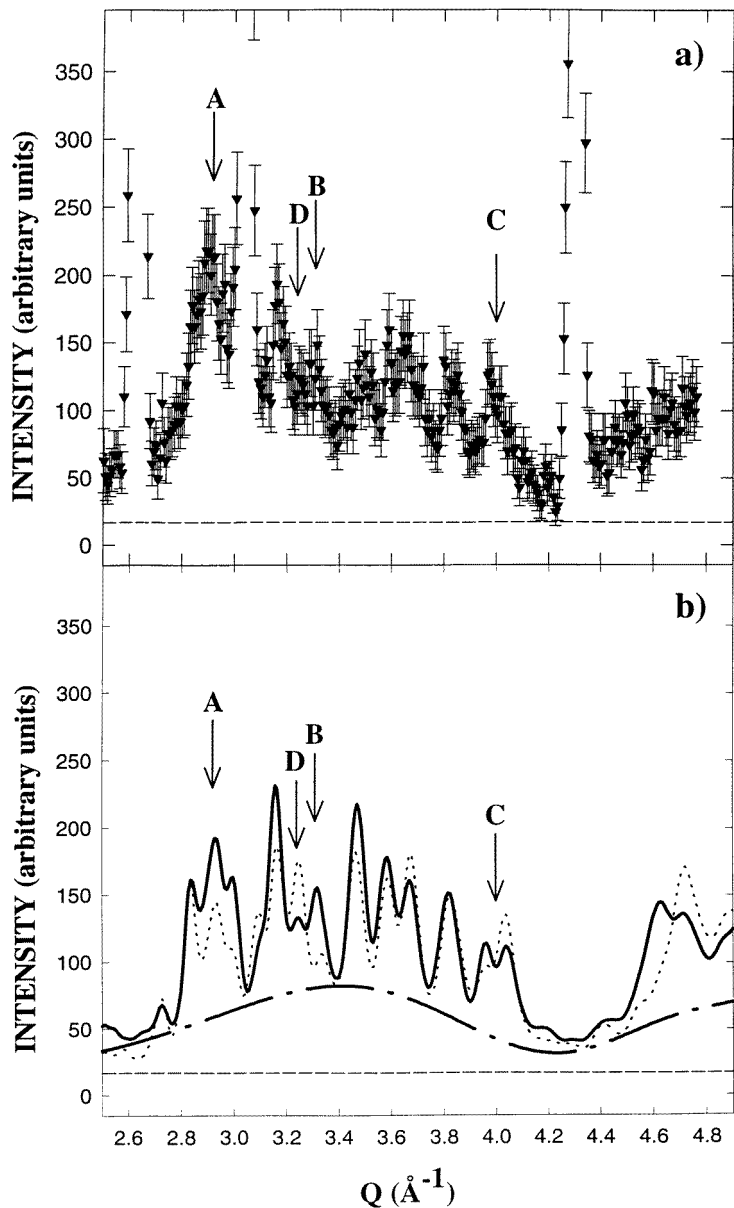 a)
350
300
250
200
150
100
50
0
INTENSITY (arbitrary units)
A
D
B
C
b)
350
300
250
200
150
100
50
0
INTENSITY (arbitrary units)
A
D
B
C
2.6 2.8 3.0 3.2 3.4 3.6 3.8 4.0 4.2 4.4 4.6 4.8
Q (Å⁻¹)